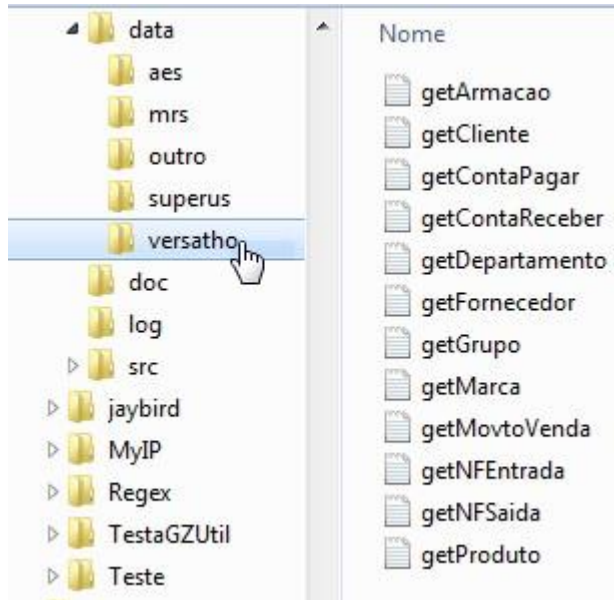 data
aes
mrs
outro
superus
versatho
doc
log
src
jaybird
MyIP
Regex
TestaGZUtil
Teste
Nome
getArmacao
getCliente
getContaPagar
getContaReceber
getDepartamento
getFornecedor
getGrupo
getMarca
getMovtoVenda
getNFEntrada
getNFSaida
getProduto